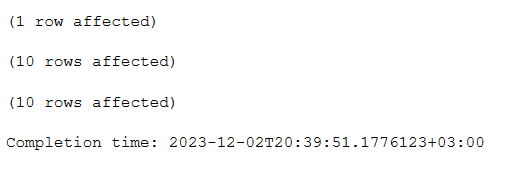 (1 row affected)
(10 rows affected)
(10 rows affected)
Completion time: 2023-12-02T20:39:51.1776123+03:00